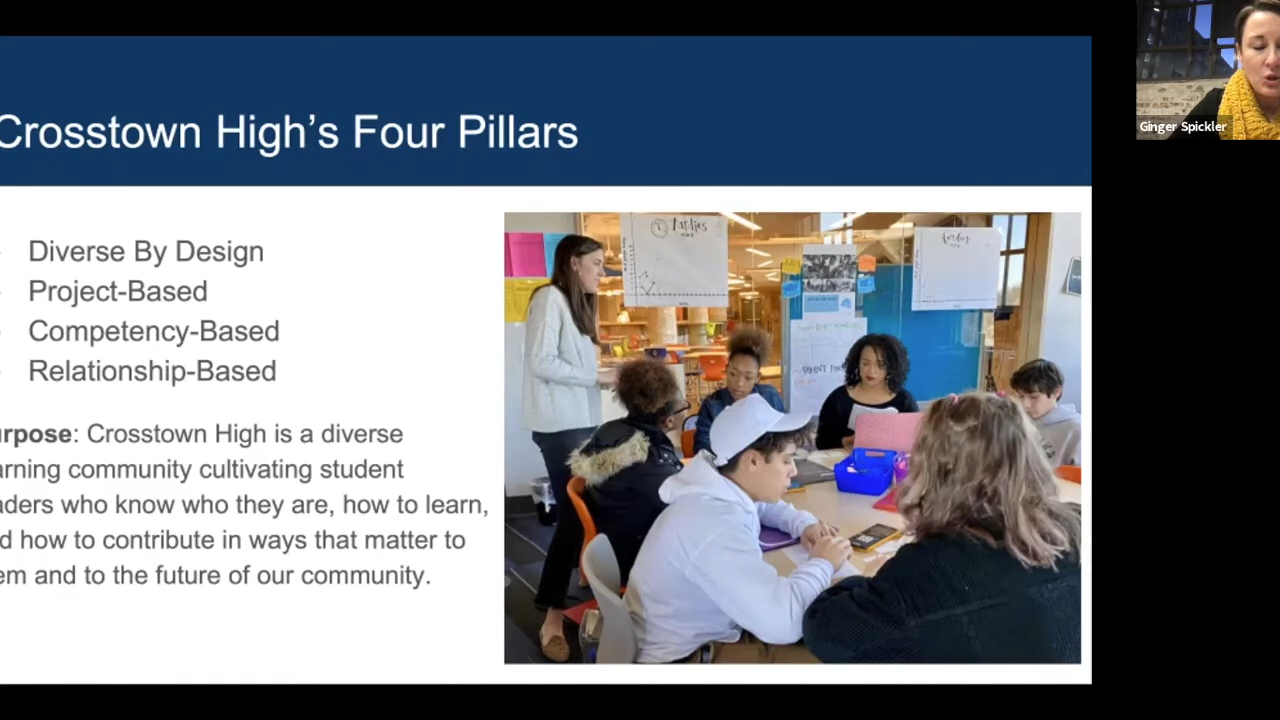 Crosstown High's Four Pillars
Diverse By Design
Project-Based
Competency-Based
Relationship-Based
urpose: Crosstown High is a diverse
arning community cultivating student
aders who know who they are, how to learn,
d how to contribute in ways that matter to
em and to the future of our community.
Tardies
Ginger Spickler